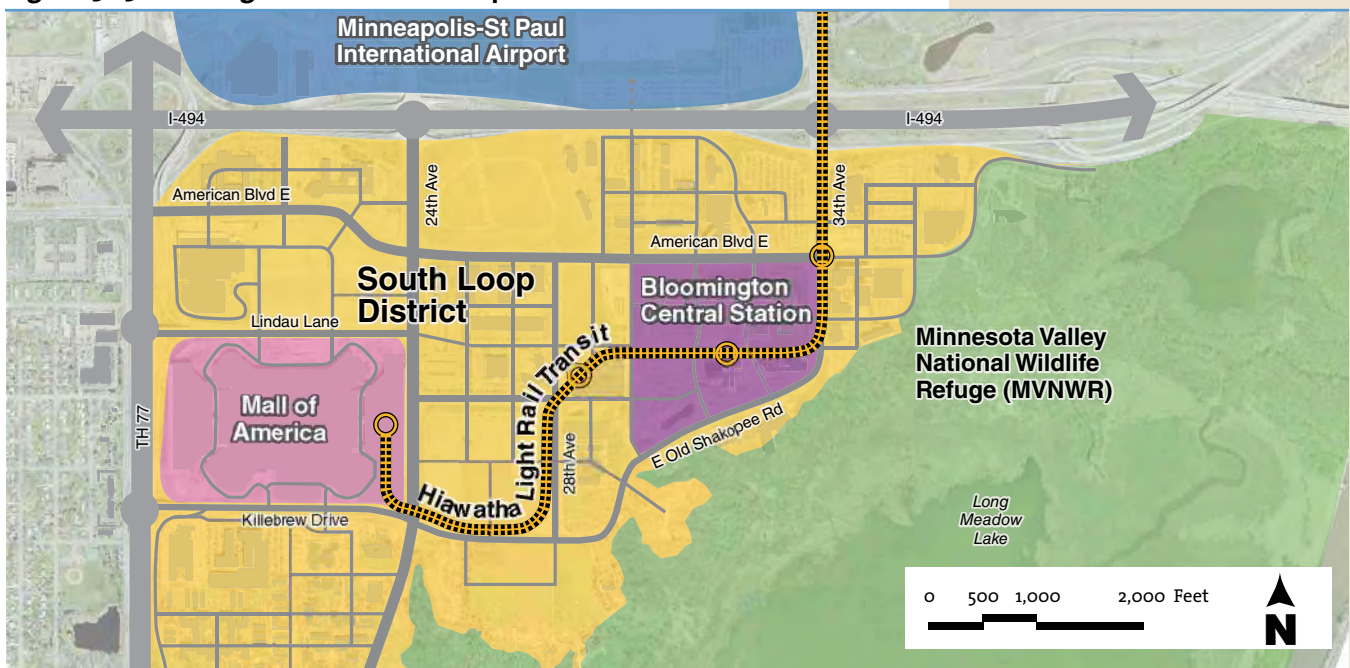 Minneapolis-St Paul
International Airport
I-494
I-494
American Blvd E
24th Ave
34th Ave
American Blvd E
South Loop
District
Bloomington
Central Station
Lindau Lane
Hiawatha Light Rail Transit
Minnesota Valley
National Wildlife
Refuge (MVNWR)
Mall of
America
TH 77
E Old Shakopee Rd
28th Ave
Killebrew Drive
Long
Meadow
Lake
0 500 1,000 2,000 Feet
N